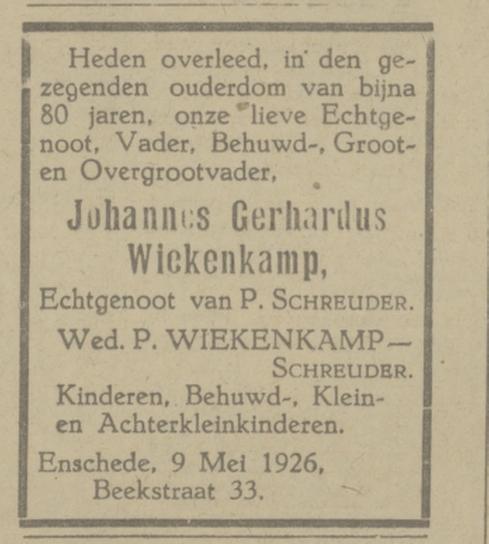 Heden overleed, in den ge-
zegenden ouderdom van bijna
80 jaren, onze lieve Echtge-
noot, Vader, Behuwd-, Groot-
en Overgrootvader,
Johannes Gerhardus
Wiekenkamp,
Echtgenoot van P. SCHREUDER.
Wed. P. WIEKENKAMP—
SCHREUDER.
Kinderen, Behuwd-, Klein-
en Achterkleinkinderen.
Enschede, 9 Mei 1926,
Beekstraat 33.